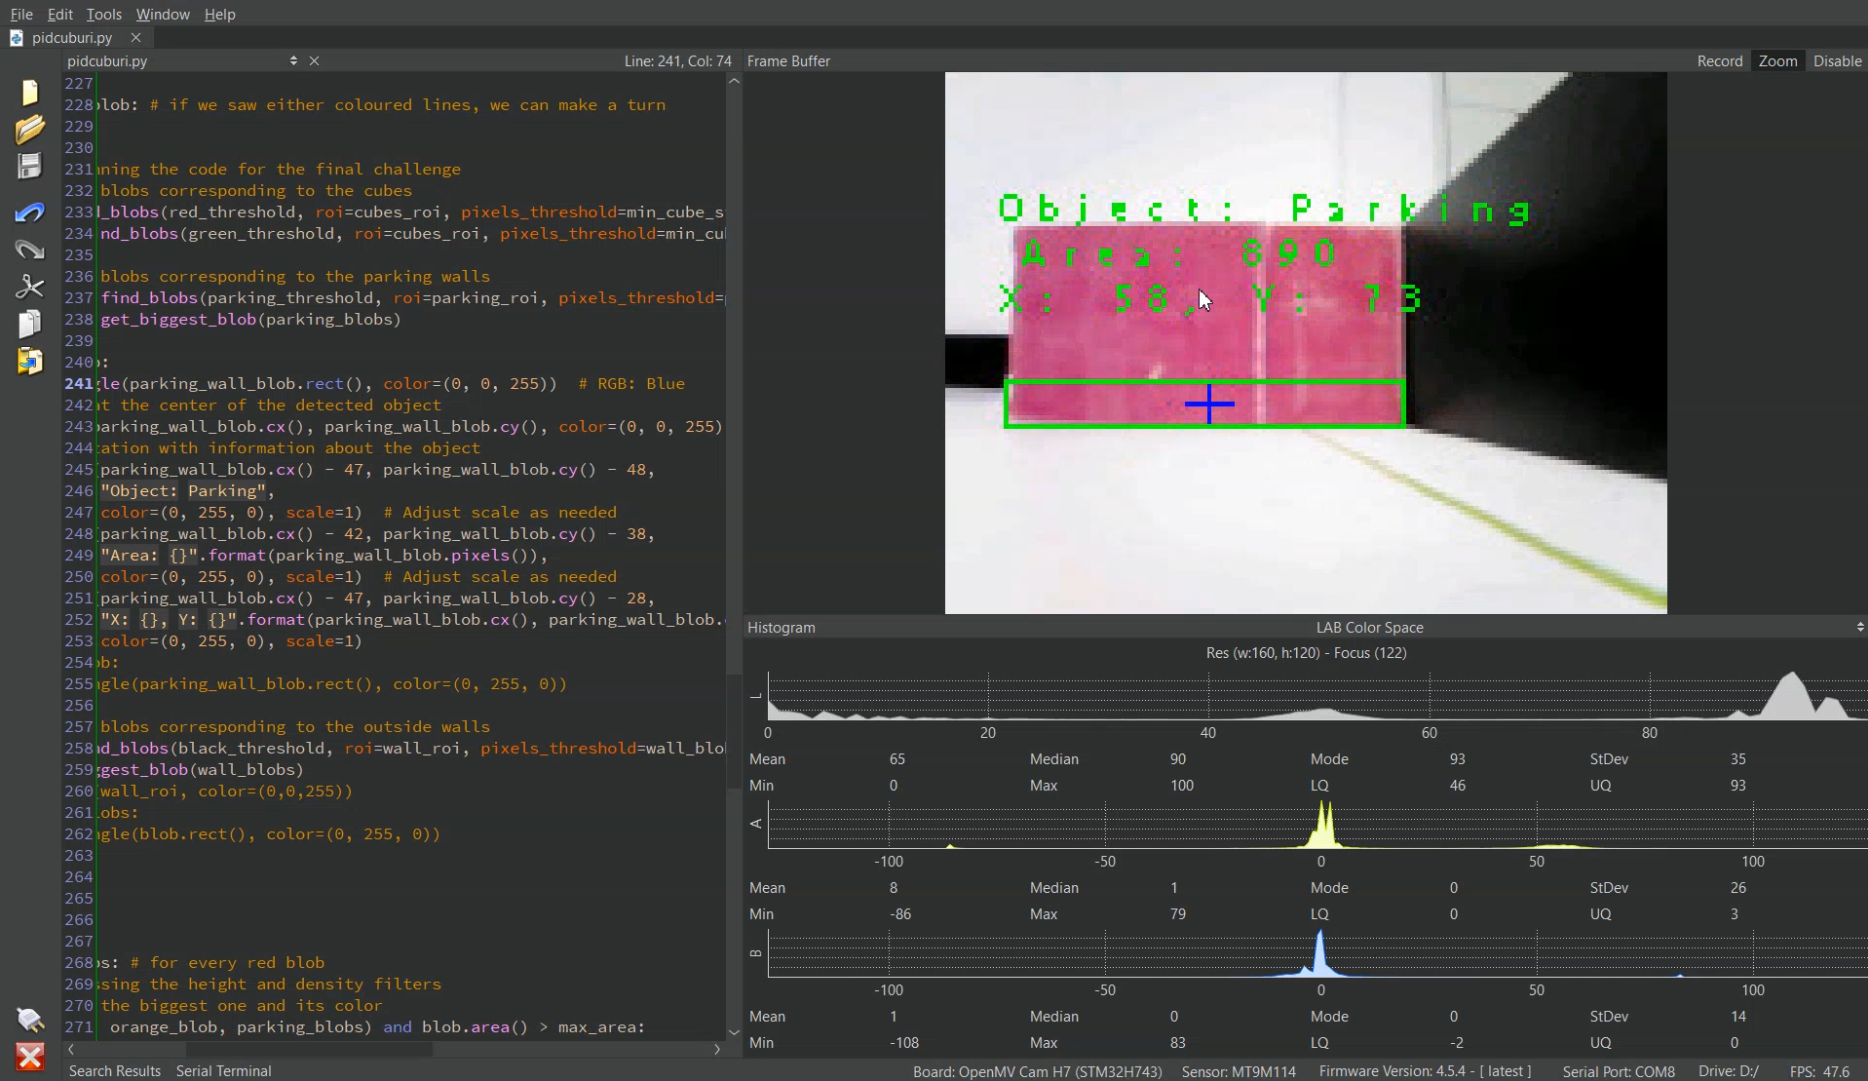 File Edit Tools Window Help
pidcuburi.py
pidcuburi.py Line: 241, Col: 74
227
228 lob: # if we saw either coloured lines, we can make a turn
229
230
231 ning the code for the final challenge
232 blobs corresponding to the cubes
233 l_blobs(red_threshold, roi=cubes_roi, pixels_threshold=min_cube_s
234 nd_blobs(green_threshold, roi=cubes_roi, pixels_threshold=min_cu
235
236 blobs corresponding to the parking walls
237 find_blobs(parking_threshold, roi=parking_roi, pixels_threshold=
238 get_biggest_blob(parking_blobs)
239
240 :
241 le(parking_wall_blob.rect(), color=(0, 0, 255)) # RGB: Blue
242 t the center of the detected object
243 arking_wall_blob.cx(), parking_wall_blob.cy(), color=(0, 0, 255)
244 ation with information about the object
245 parking_wall_blob.cx() - 47, parking_wall_blob.cy() - 48,
246 "Object: Parking",
247 color=(0, 255, 0), scale=1) # Adjust scale as needed
248 parking_wall_blob.cx() - 42, parking_wall_blob.cy() - 38,
249 "Area: {}".format(parking_wall_blob.pixels()),
250 color=(0, 255, 0), scale=1) # Adjust scale as needed
251 parking_wall_blob.cx() - 47, parking_wall_blob.cy() - 28,
252 "X: {}, Y: {}".format(parking_wall_blob.cx(), parking_wall_blob.
253 color=(0, 255, 0), scale=1)
254 b:
255 gle(parking_wall_blob.rect(), color=(0, 255, 0))
256
257 blobs corresponding to the outside walls
258 d_blobs(black_threshold, roi=wall_roi, pixels_threshold=wall_blo
259 ggest_blob(wall_blobs)
260 wall_roi, color=(0,0,255))
261 obs:
262 gle(blob.rect(), color=(0, 255, 0))
263
264
265
266
267
268 s: # for every red blob
269 sing the height and density filters
270 the biggest one and its color
271 orange_blob, parking_blobs) and blob.area() > max_area:
Search Results Serial Terminal
Frame Buffer Record Zoom Disable
Object: Parking
Area: 890
X: 58, Y: 73
Histogram LAB Color Space
Res (w:160, h:120) - Focus (122)
L
0 20 40 60 80
Mean 65 Median 90 Mode 93 StDev 35
Min 0 Max 100 LQ 46 UQ 93
A
-100 -50 0 50 100
Mean 8 Median 1 Mode 0 StDev 26
Min -86 Max 79 LQ 0 UQ 3
B
-100 -50 0 50 100
Mean 1 Median 0 Mode 0 StDev 14
Min -108 Max 83 LQ -2 UQ 0
Board: OpenMV Cam H7 (STM32H743) Sensor: MT9M114 Firmware Version: 4.5.4 - [ latest ] Serial Port: COM8 Drive: D:/ FPS: 47.6